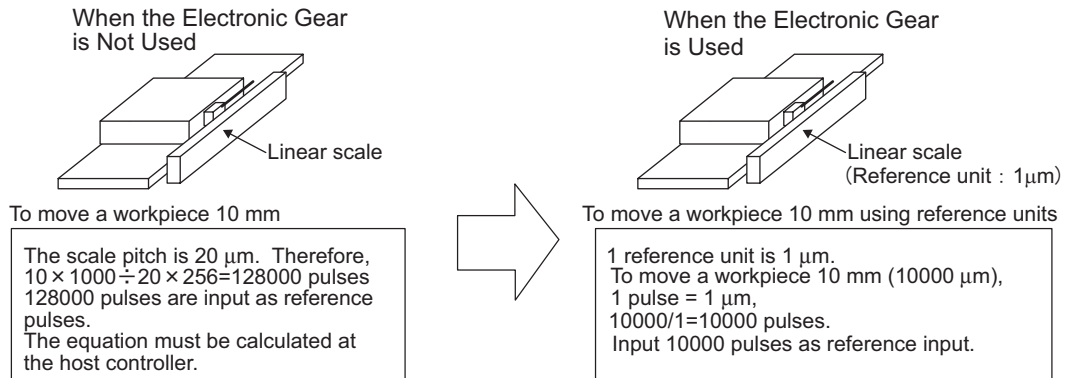 When the Electronic Gear
is Not Used
Linear scale
To move a workpiece 10 mm
The scale pitch is 20 μm.  Therefore,
10×1000÷20×256=128000 pulses
128000 pulses are input as reference
pulses.
The equation must be calculated at
the host controller.
When the Electronic Gear
is Used
Linear scale
(Reference unit : 1μm)
To move a workpiece 10 mm using reference units
1 reference unit is 1 μm.
To move a workpiece 10 mm (10000 μm),
1 pulse = 1 μm,
10000/1=10000 pulses.
Input 10000 pulses as reference input.